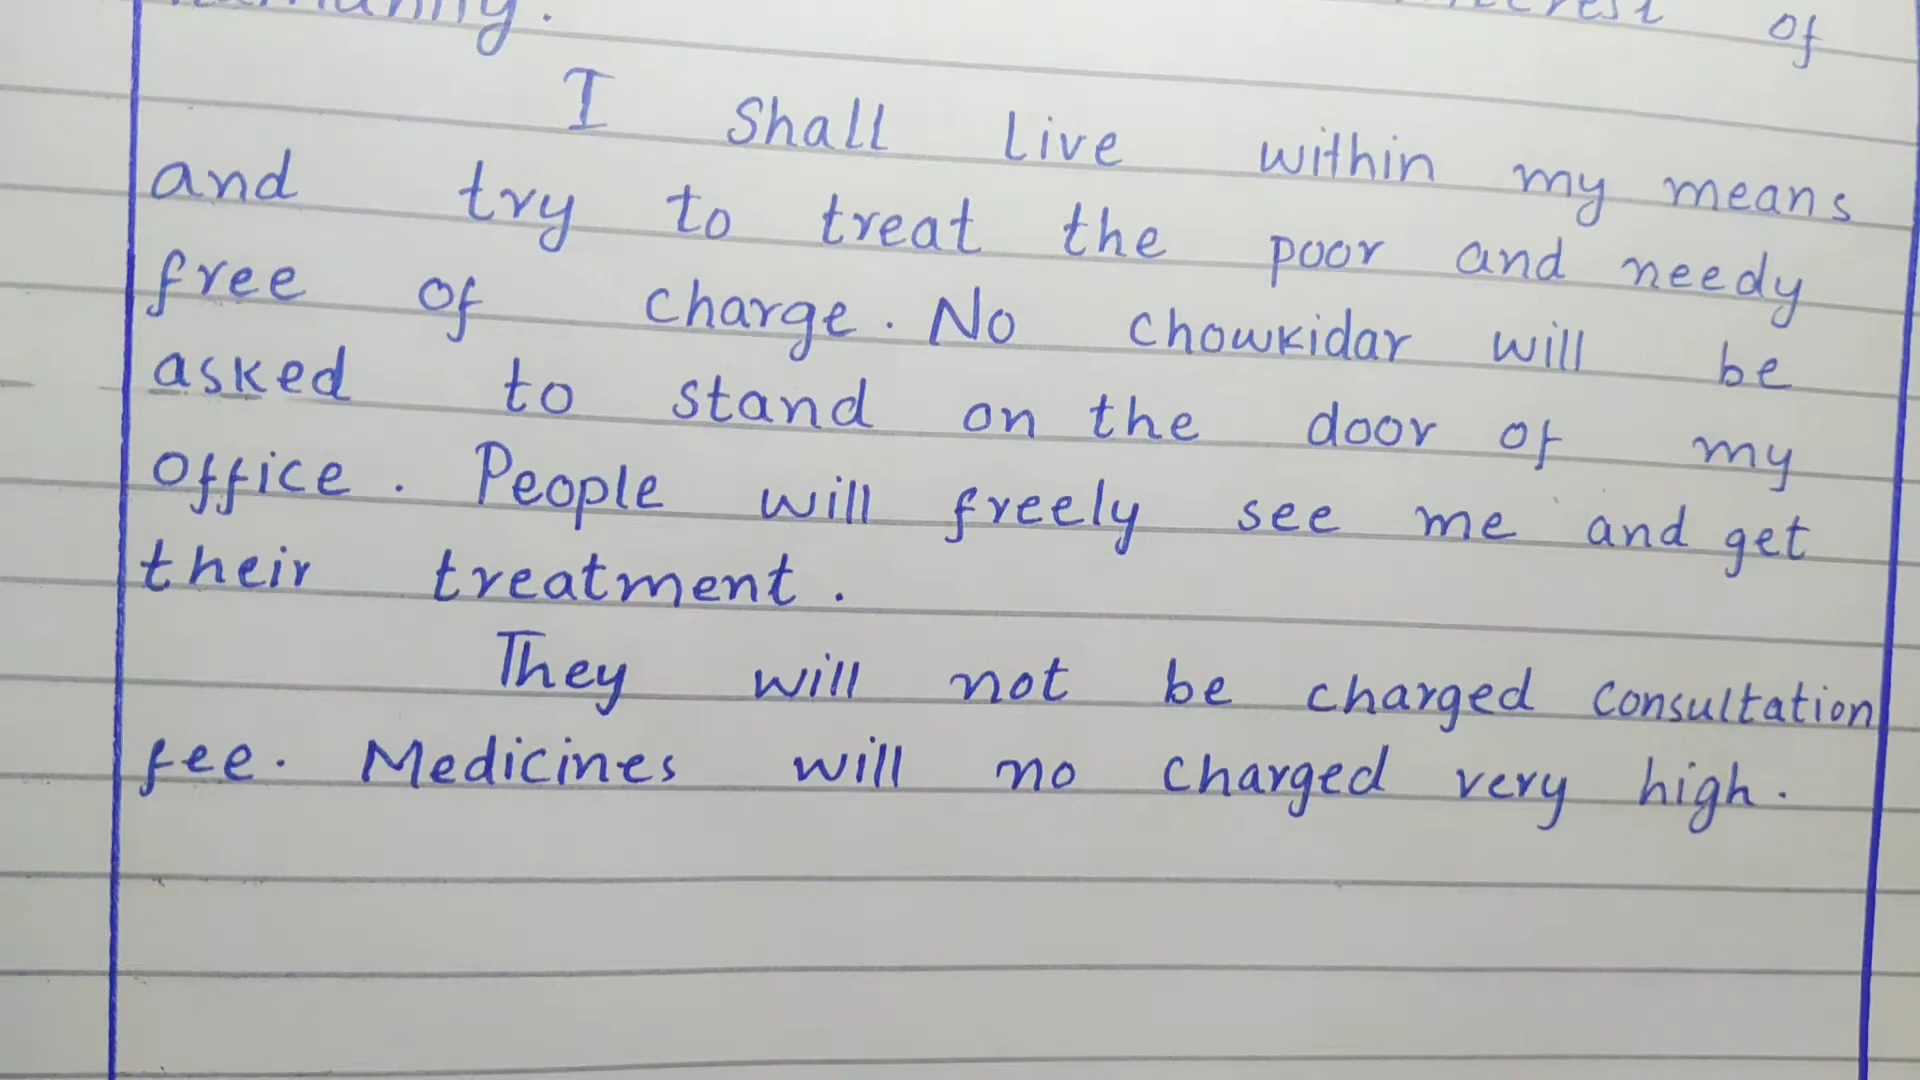 of
I Shall Live within my means
and try to treat the poor and needy
free of charge. No chowkidar will be
asked to stand on the door of my
office. People will freely see me and get
their treatment.
They will not be charged consultation
fee. Medicines will no charged very high.